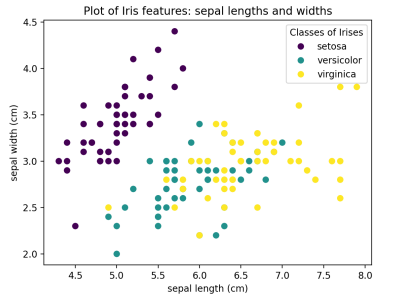 Plot of Iris features: sepal lengths and widths
Classes of Irises
setosa
versicolor
virginica
sepal width (cm)
4.5
4.0
3.5
3.0
2.5
2.0
4.5 5.0 5.5 6.0 6.5 7.0 7.5 8.0
sepal length (cm)